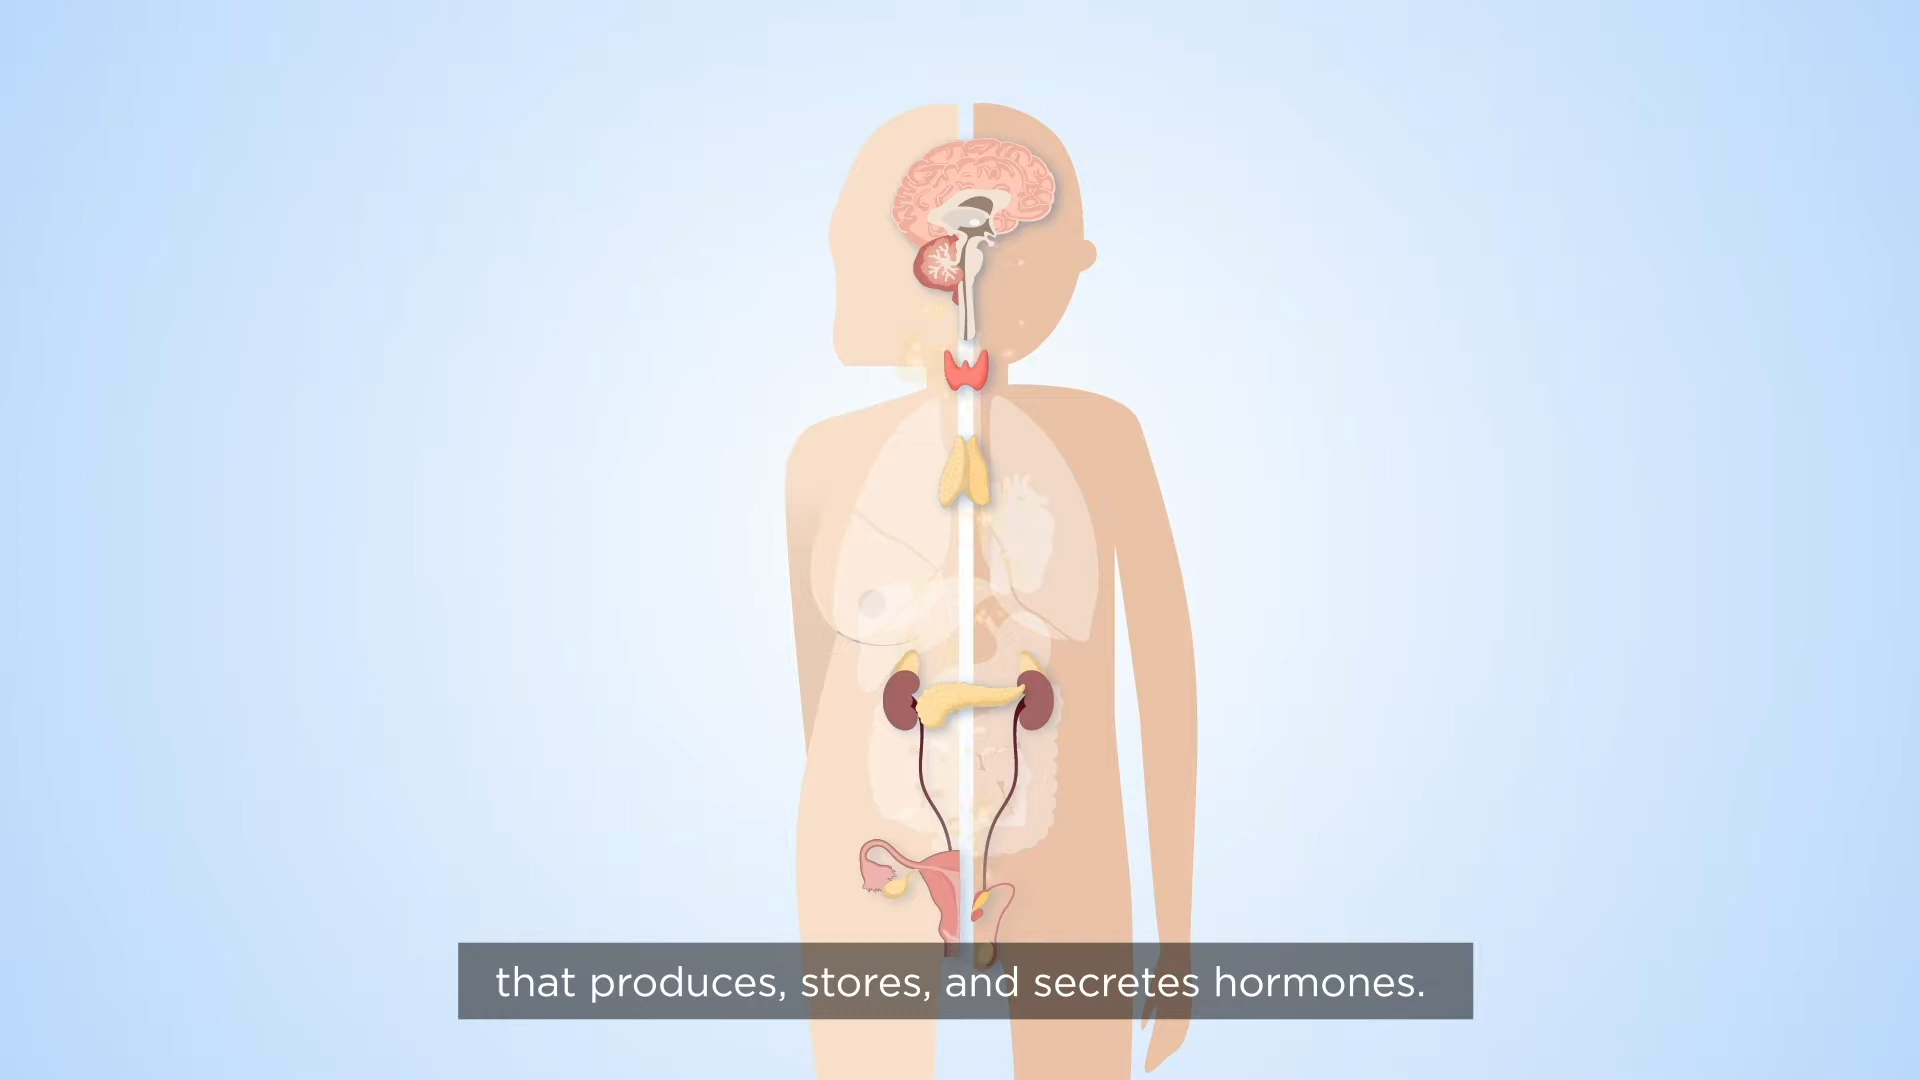 that produces, stores, and secretes hormones.